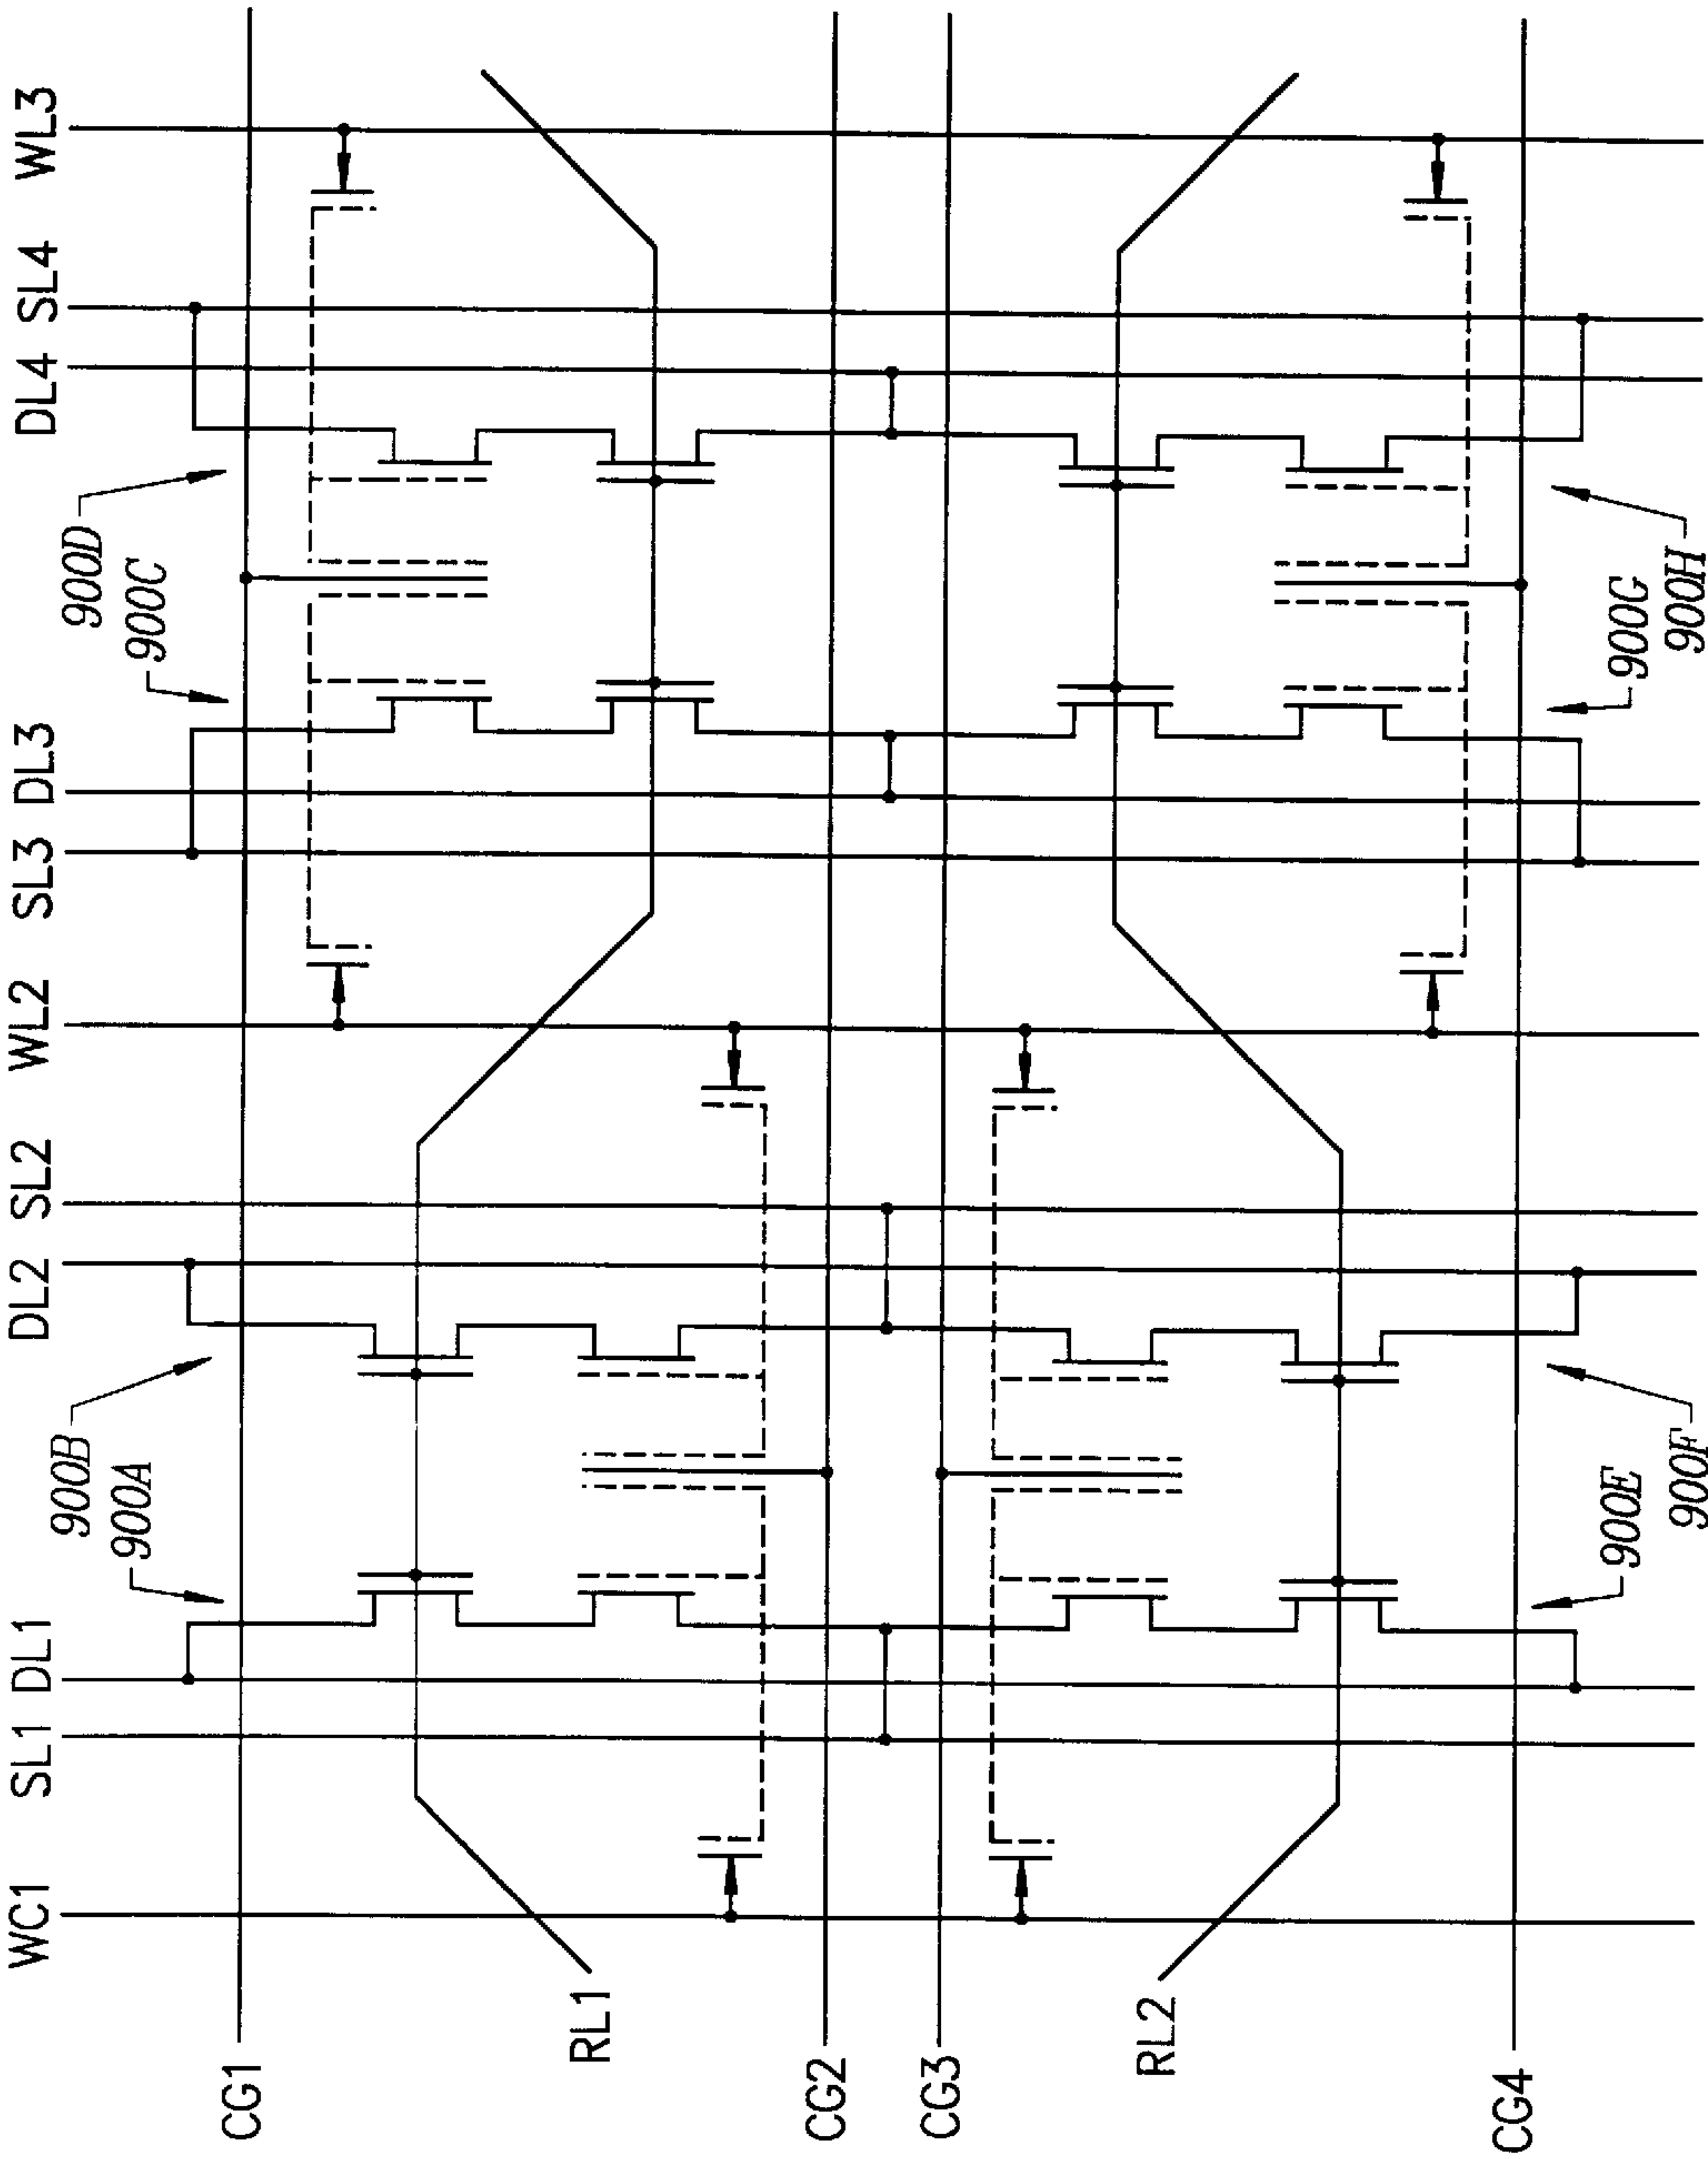 WC1
SL1
DL1
DL2
SL2
WL2
SL3
DL3
DL4
SL4
WL3
900A
900B
900C
900D
CG1
RL1
CG2
CG3
RL2
CG4
900E
900F
900G
900H